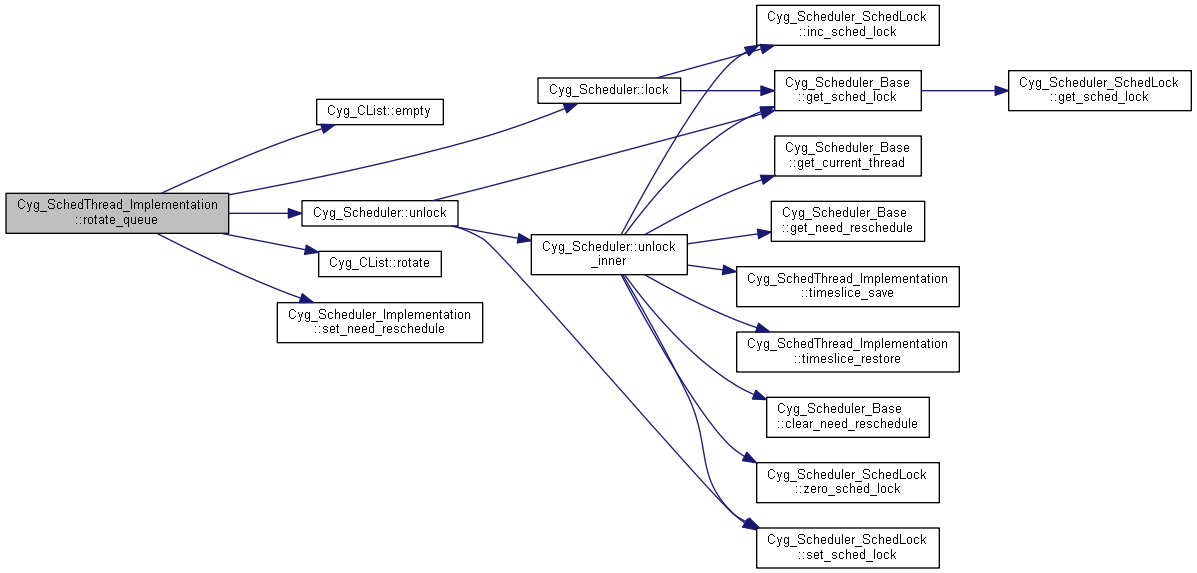 Cyg_SchedThread_Implementation
::rotate_queue
Cyg_CList::empty
Cyg_Scheduler::lock
Cyg_Scheduler::unlock
Cyg_CList::rotate
Cyg_Scheduler_Implementation
::set_need_reschedule
Cyg_Scheduler::unlock
_inner
Cyg_Scheduler_SchedLock
::inc_sched_lock
Cyg_Scheduler_Base
::get_sched_lock
Cyg_Scheduler_SchedLock
::get_sched_lock
Cyg_Scheduler_Base
::get_current_thread
Cyg_Scheduler_Base
::get_need_reschedule
Cyg_SchedThread_Implementation
::timeslice_save
Cyg_SchedThread_Implementation
::timeslice_restore
Cyg_Scheduler_Base
::clear_need_reschedule
Cyg_Scheduler_SchedLock
::zero_sched_lock
Cyg_Scheduler_SchedLock
::set_sched_lock